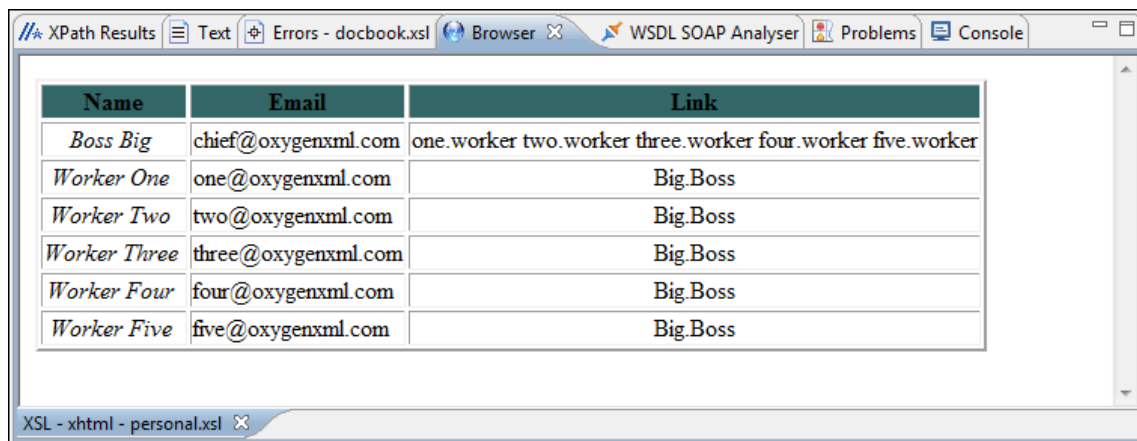 XPath Results Text Errors - docbook.xsl Browser WSDL SOAP Analyser Problems Console
Name Email Link
Boss Big chief@oxygenxml.com one.worker two.worker three.worker four.worker five.worker
Worker One one@oxygenxml.com Big.Boss
Worker Two two@oxygenxml.com Big.Boss
Worker Three three@oxygenxml.com Big.Boss
Worker Four four@oxygenxml.com Big.Boss
Worker Five five@oxygenxml.com Big.Boss
XSL - xhtml - personal.xsl